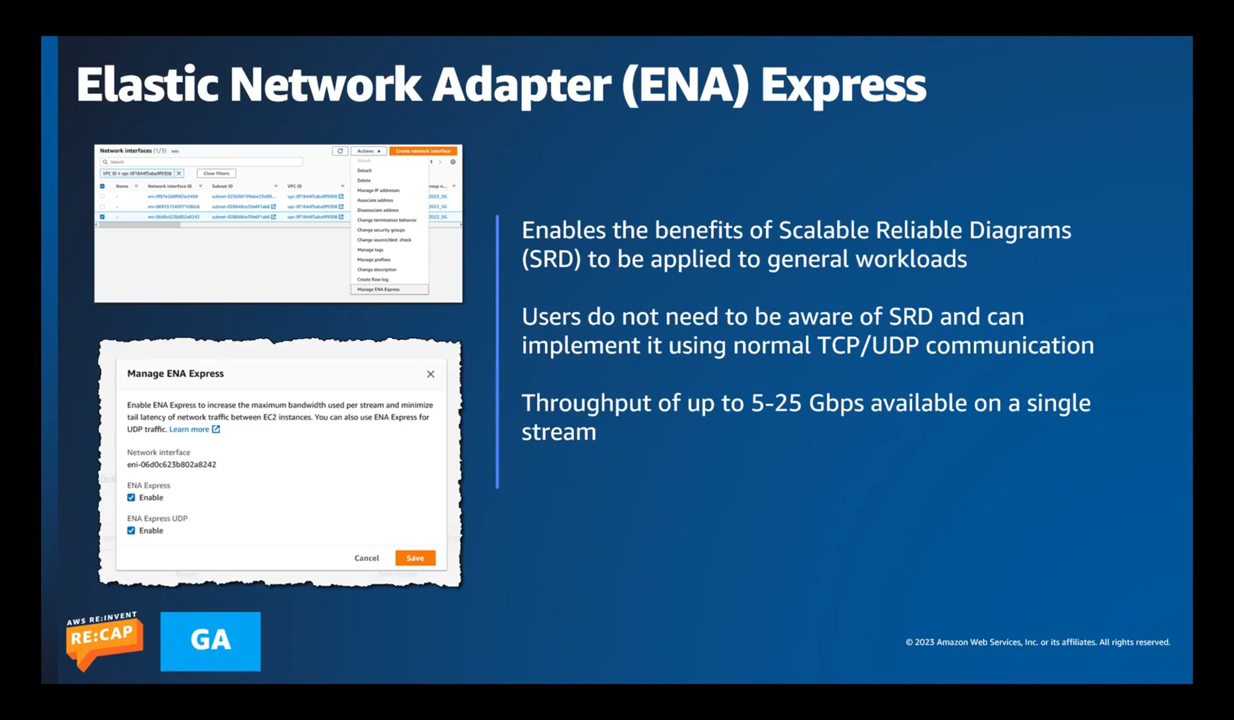 Elastic Network Adapter (ENA) Express
Network interfaces (1/3) Info
Actions
Create network interface
Search
1
VPC ID = vpc-0f1844f5aba9f9308
Clear filters
Name
Network interface ID
Subnet ID
VPC ID
Attach
Detach
Delete
Manage IP addresses
Associate address
Disassociate address
Change termination behavior
Change security groups
Change source/dest. check
Manage tags
Manage prefixes
Change description
Create flow log
Manage ENA Express
Manage ENA Express
Enable ENA Express to increase the maximum bandwidth used per stream and minimize
tail latency of network traffic between EC2 instances. You can also use ENA Express for
UDP traffic. Learn more
Network interface
eni-06d0c623b802a8242
ENA Express
Enable
ENA Express UDP
Enable
Cancel
Save
Enables the benefits of Scalable Reliable Diagrams
(SRD) to be applied to general workloads
Users do not need to be aware of SRD and can
implement it using normal TCP/UDP communication
Throughput of up to 5-25 Gbps available on a single
stream
AWS RE:INVENT
RE:CAP
GA
© 2023 Amazon Web Services, Inc. or its affiliates. All rights reserved.